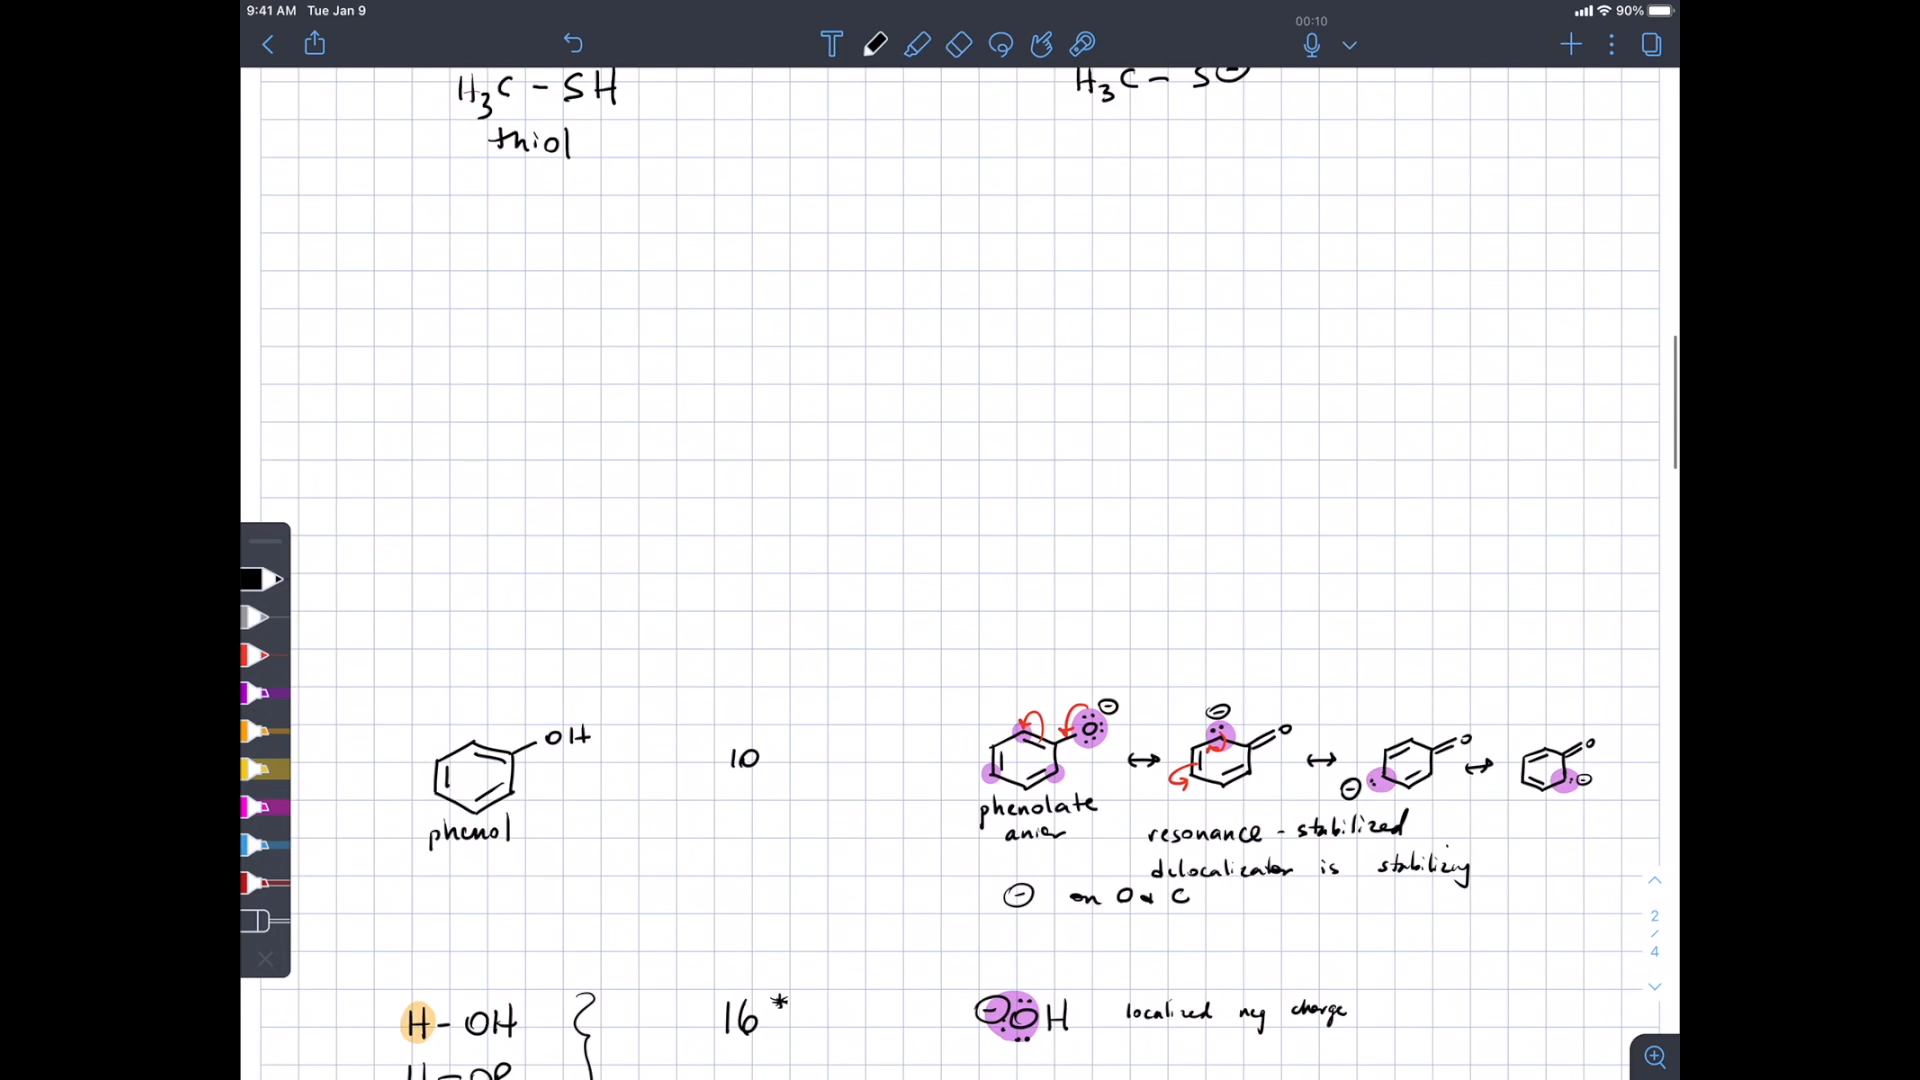 9:41 AM Tue Jan 9
90%
00:10
H3C - SH
H3C - S⊖
thiol
OH
10
O ⊖ ↔ ⊖ O ↔ ⊖ O ↔ O ⊖
phenol
phenolate
anion
resonance - stabilized
delocalization is stabilizing
⊖ on O & C
2
/
4
H - OH
16 *
⊖ OH localized neg charge
H - OR